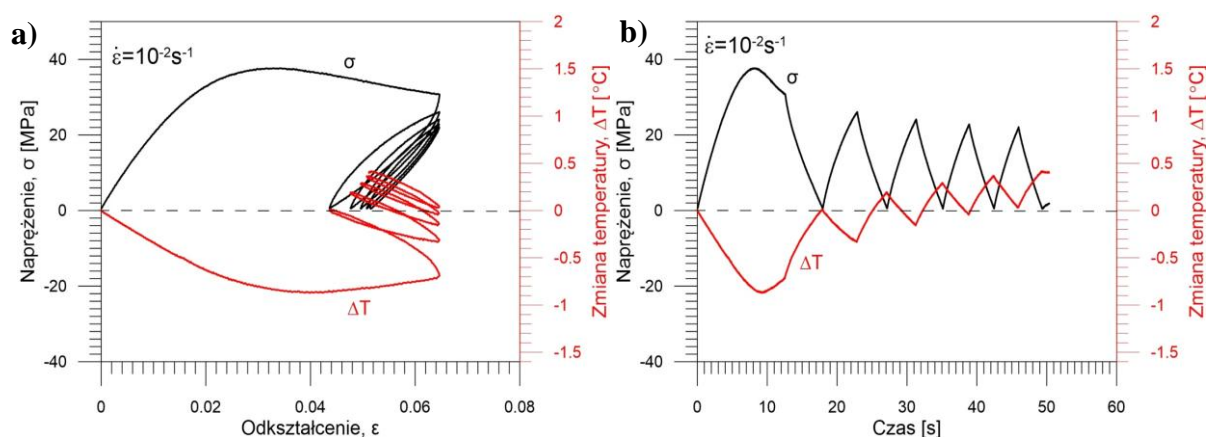 a)
ε̇=10⁻²s⁻¹
σ
ΔT
Naprężenie, σ [MPa]
40
20
0
-20
-40
Zmiana temperatury, ΔT [°C]
2
1.5
1
0.5
0
-0.5
-1
-1.5
0 0.02 0.04 0.06 0.08
Odkształcenie, ε
b)
ε̇=10⁻²s⁻¹
σ
ΔT
Naprężenie, σ [MPa]
40
20
0
-20
-40
Zmiana temperatury, ΔT [°C]
2
1.5
1
0.5
0
-0.5
-1
-1.5
0 10 20 30 40 50 60
Czas [s]